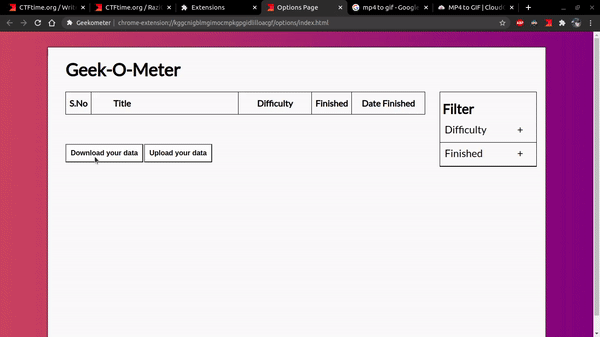 CTFtime.org / Writ
CTFtime.org / Razi
Extensions
Options Page
mp4 to gif - Google
MP4 to GIF | CloudC
Geekometer | chrome-extension://kggcnigblmgimocmpkgpgidlilloacgf/options/index.html
Geek-O-Meter
S.No Title Difficulty Finished Date Finished
Filter
Difficulty +
Finished +
Download your data Upload your data